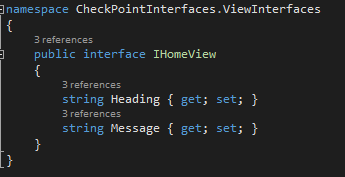 namespace CheckPointInterfaces.ViewInterfaces
{
3 references
public interface IHomeView
{
3 references
string Heading { get; set; }
3 references
string Message { get; set; }
}
}